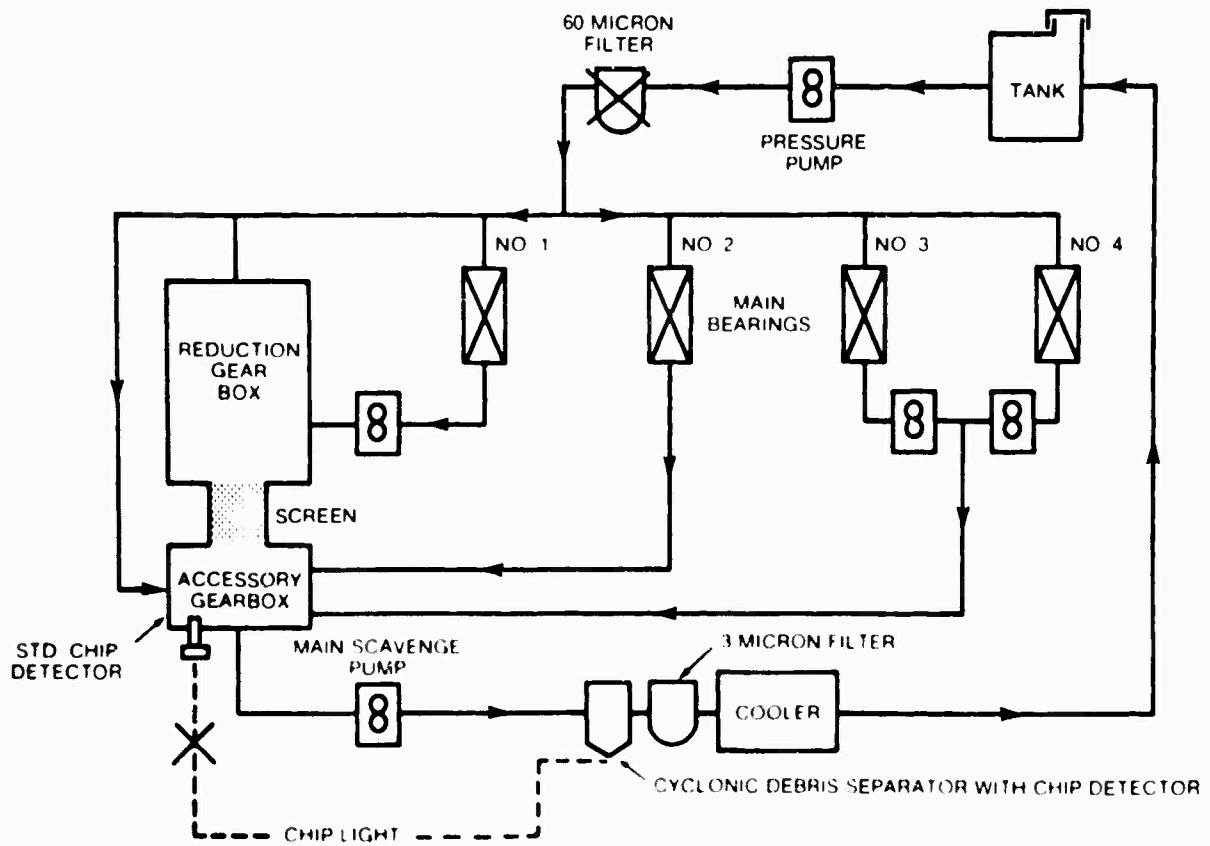 60 MICRON
FILTER
TANK
PRESSURE
PUMP
NO 1
NO 2
NO 3
NO 4
MAIN
BEARINGS
REDUCTION
GEAR
BOX
SCREEN
ACCESSORY
GEARBOX
STD CHIP
DETECTOR
MAIN SCAVENGE
PUMP
3 MICRON FILTER
COOLER
CYCLONIC DEBRIS SEPARATOR WITH CHIP DETECTOR
CHIP LIGHT